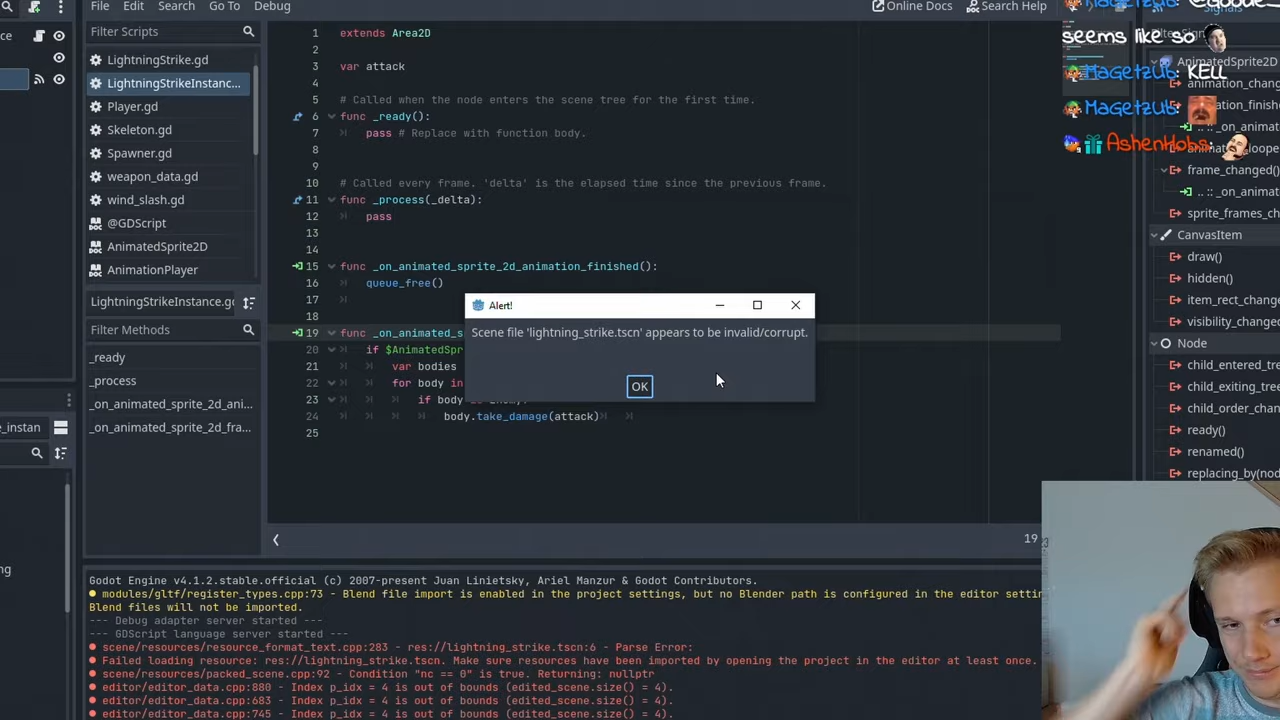 File Edit Search Go To Debug
Online Docs
Search Help
Filter Scripts
LightningStrike.gd
LightningStrikeInstanc...
Player.gd
Skeleton.gd
Spawner.gd
weapon_data.gd
wind_slash.gd
@GDScript
AnimatedSprite2D
AnimationPlayer
LightningStrikeInstance.gd
Filter Methods
_ready
_process
_on_animated_sprite_2d_ani...
_on_animated_sprite_2d_fra...
1 extends Area2D
2
3 var attack
4
5 # Called when the node enters the scene tree for the first time.
6 func _ready():
7 pass # Replace with function body.
8
9
10 # Called every frame. 'delta' is the elapsed time since the previous frame.
11 func _process(_delta):
12 pass
13
14
15 func _on_animated_sprite_2d_animation_finished():
16 queue_free()
17
18
19 func _on_animated_s
20 if $AnimatedSpr
21 var bodies
22 for body in
23 if body
24 body.take_damage(attack)
25
Alert!
Scene file 'lightning_strike.tscn' appears to be invalid/corrupt.
OK
19
Godot Engine v4.1.2.stable.official (c) 2007-present Juan Linietsky, Ariel Manzur & Godot Contributors.
modules/gltf/register_types.cpp:73 - Blend file import is enabled in the project settings, but no Blender path is configured in the editor settin
Blend files will not be imported.
--- Debug adapter server started ---
--- GDScript language server started ---
scene/resources/resource_format_text.cpp:283 - res://lightning_strike.tscn:6 - Parse Error:
Failed loading resource: res://lightning_strike.tscn. Make sure resources have been imported by opening the project in the editor at least once.
scene/resources/packed_scene.cpp:92 - Condition "nc == 0" is true. Returning: nullptr
editor/editor_data.cpp:880 - Index p_idx = 4 is out of bounds (edited_scene.size() = 4).
editor/editor_data.cpp:683 - Index p_idx = 4 is out of bounds (edited_scene.size() = 4).
editor/editor_data.cpp:745 - Index p_idx = 4 is out of bounds (edited_scene.size() = 4).
seems like so
Magetzub: KELL
Magetzub:
AshenHobs:
AnimatedSprite2D
animation_chang
animation_finishe
.. :: _on_animat
frame_changed()
.. :: _on_animat
sprite_frames_ch
CanvasItem
draw()
hidden()
item_rect_change
visibility_change
Node
child_entered_tre
child_exiting_tree
child_order_chan
ready()
renamed()
replacing_by(nod